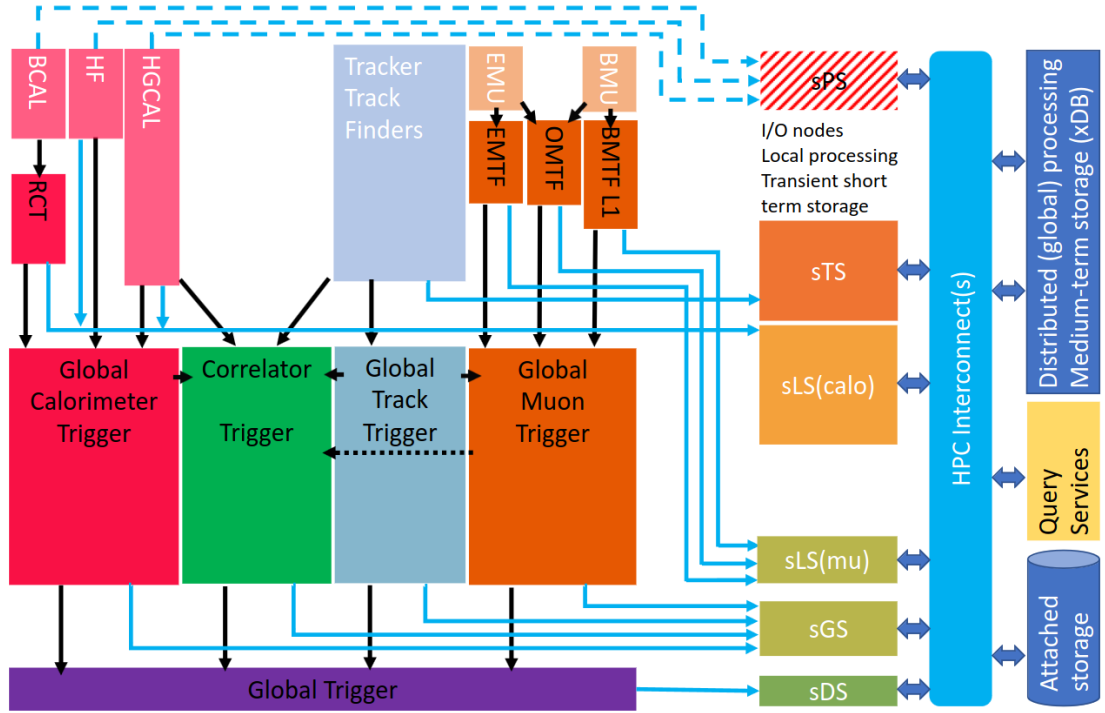 BCAL
HF
HGCAL
Tracker
Track
Finders
EMU
BMU
sPS
EMTF
OMTF
BMTF L1
RCT
I/O nodes
Local processing
Transient short
term storage
sTS
sLS(calo)
Global
Calorimeter
Trigger
Correlator
Trigger
Global
Track
Trigger
Global
Muon
Trigger
sLS(mu)
sGS
sDS
Global Trigger
HPC Interconnect(s)
Distributed (global) processing
Medium-term storage (xDB)
Query
Services
Attached
storage